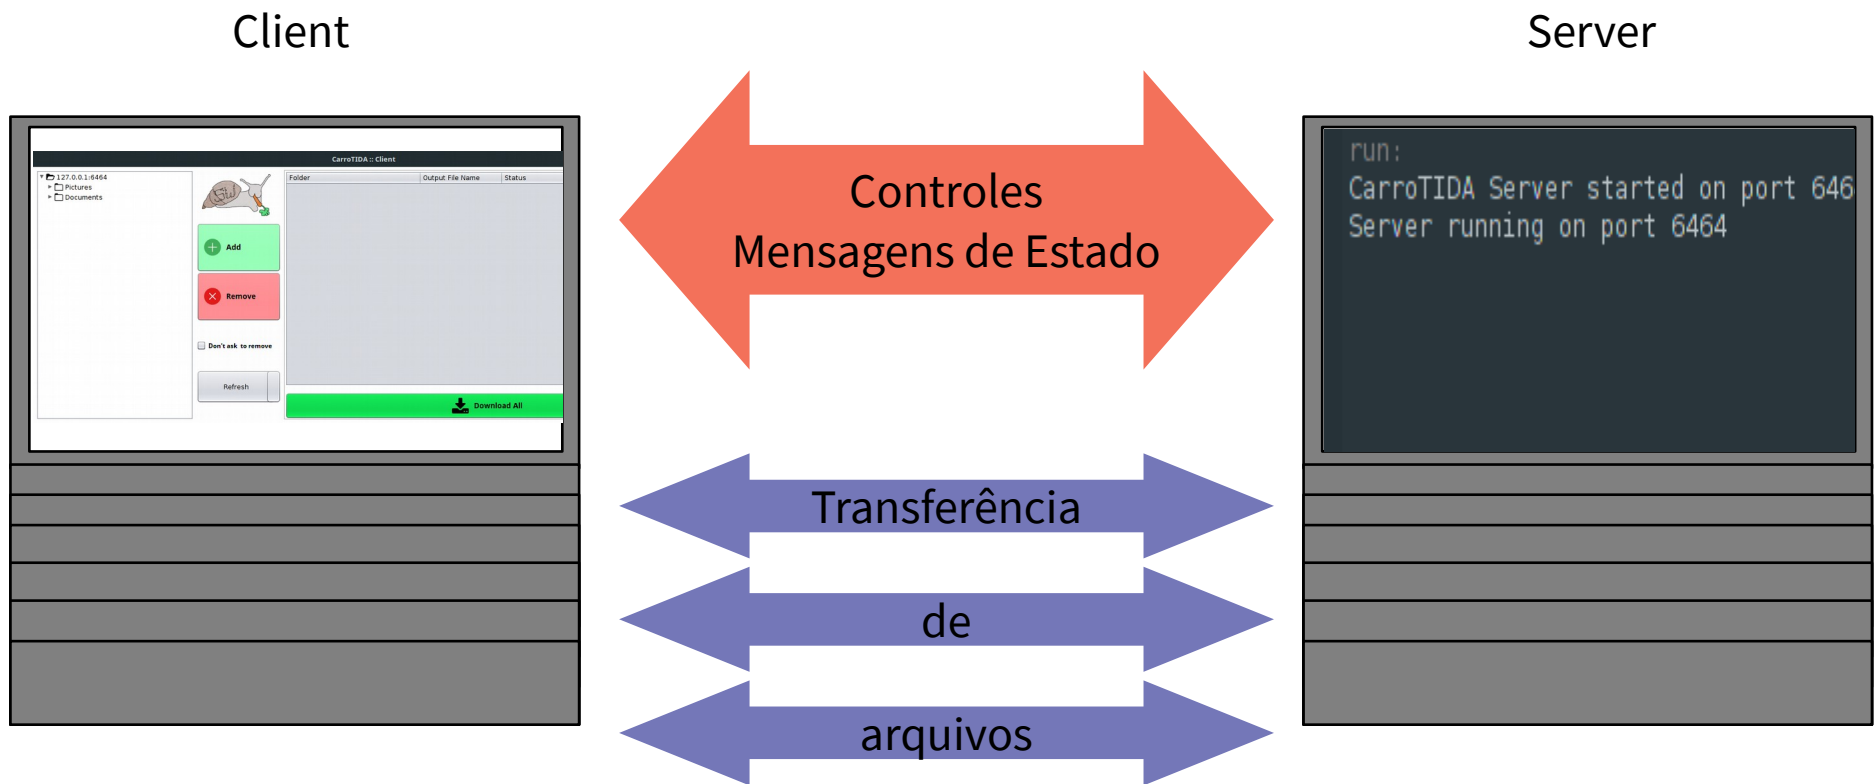 Client
Server
CarroTIDA :: Client
127.0.0.1:6464
Pictures
Documents
Add
Remove
Don't ask to remove
Refresh
Folder Output File Name Status
Download All
Controles
Mensagens de Estado
run:
CarroTIDA Server started on port 646
Server running on port 6464
Transferência
de
arquivos